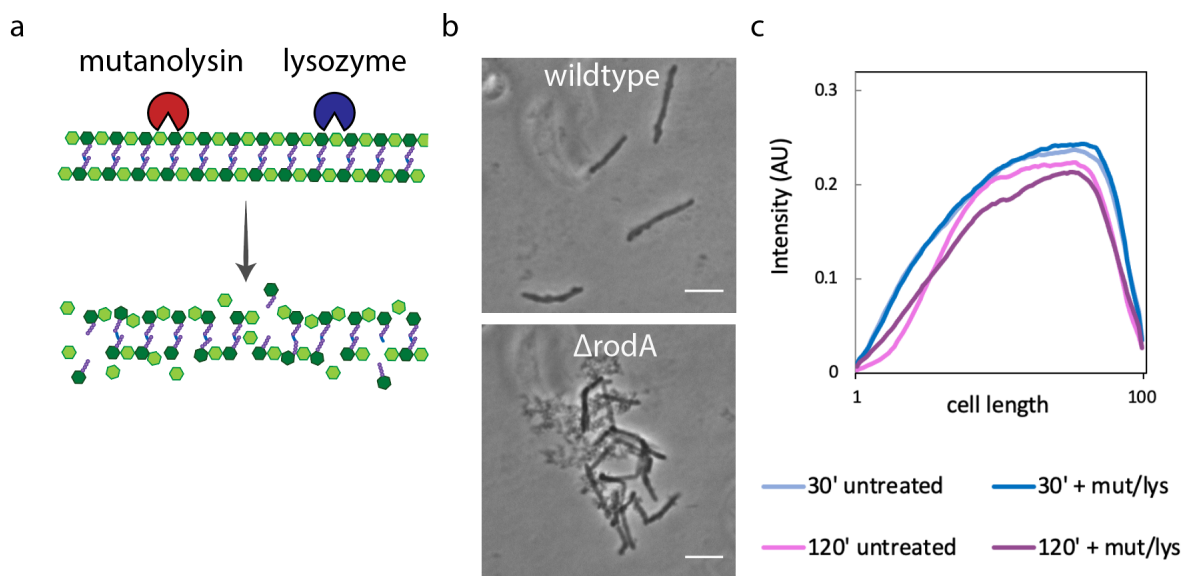 a
mutanolysin
lysozyme
b
wildtype
ΔrodA
c
0.3
0.2
0.1
0
Intensity (AU)
1
100
cell length
30' untreated
30' + mut/lys
120' untreated
120' + mut/lys